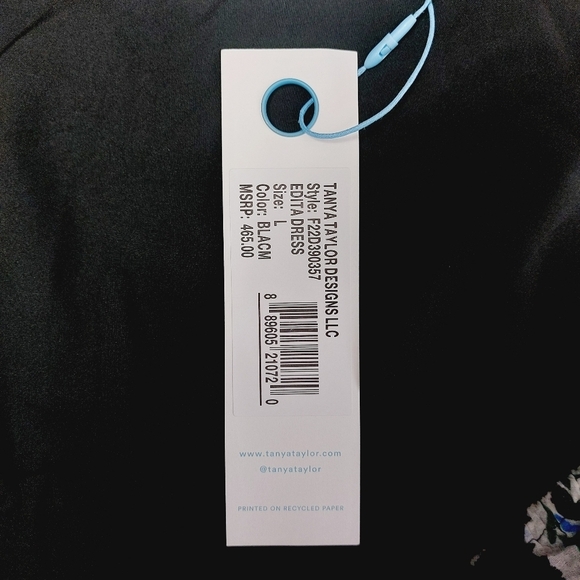 TANYA TAYLOR DESIGNS LLC
Style: F22D390357
EDITA DRESS
Size: L
Color: BLACM
MSRP: 465.00
8 89605 21072 0
www.tanyataylor.com
@tanyataylor
PRINTED ON RECYCLED PAPER